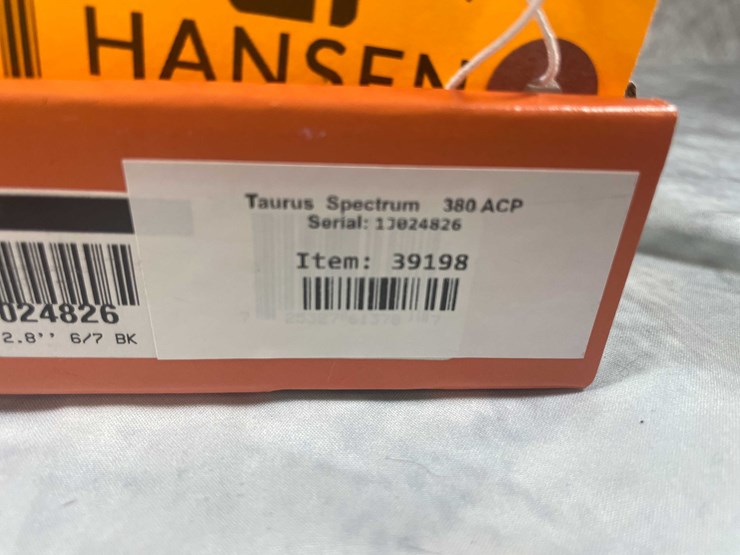 HANSEN
Taurus Spectrum 380 ACP
Serial: 1J024826
Item: 39198
024826
2.8'' 6/7 BK